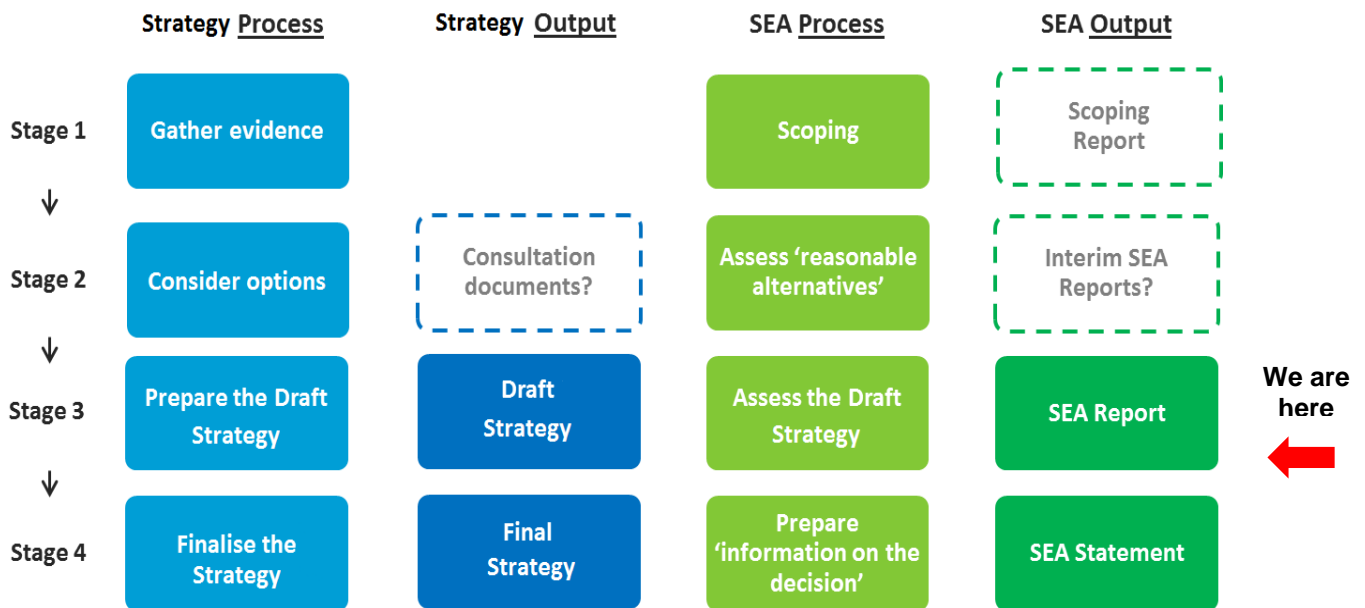 Strategy Process
Strategy Output
SEA Process
SEA Output
Stage 1
Gather evidence
Scoping
Scoping
Report
Stage 2
Consider options
Consultation
documents?
Assess ‘reasonable
alternatives’
Interim SEA
Reports?
Stage 3
Prepare the Draft
Strategy
Draft
Strategy
Assess the Draft
Strategy
SEA Report
We are
here
Stage 4
Finalise the
Strategy
Final
Strategy
Prepare
‘information on the
decision’
SEA Statement